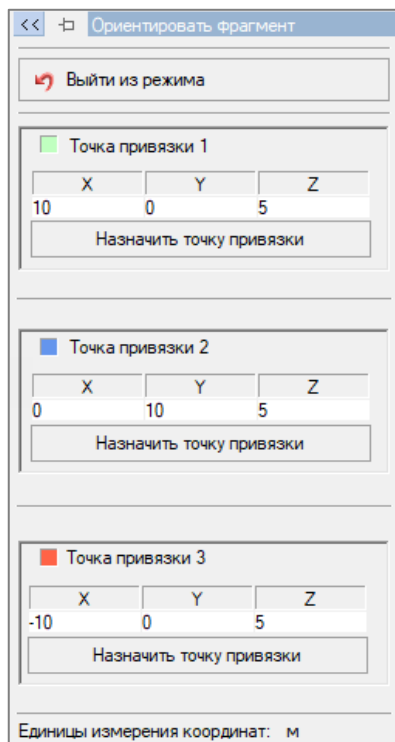 << Ориентировать фрагмент
Выйти из режима
Точка привязки 1
X Y Z
10 0 5
Назначить точку привязки
Точка привязки 2
X Y Z
0 10 5
Назначить точку привязки
Точка привязки 3
X Y Z
-10 0 5
Назначить точку привязки
Единицы измерения координат: м